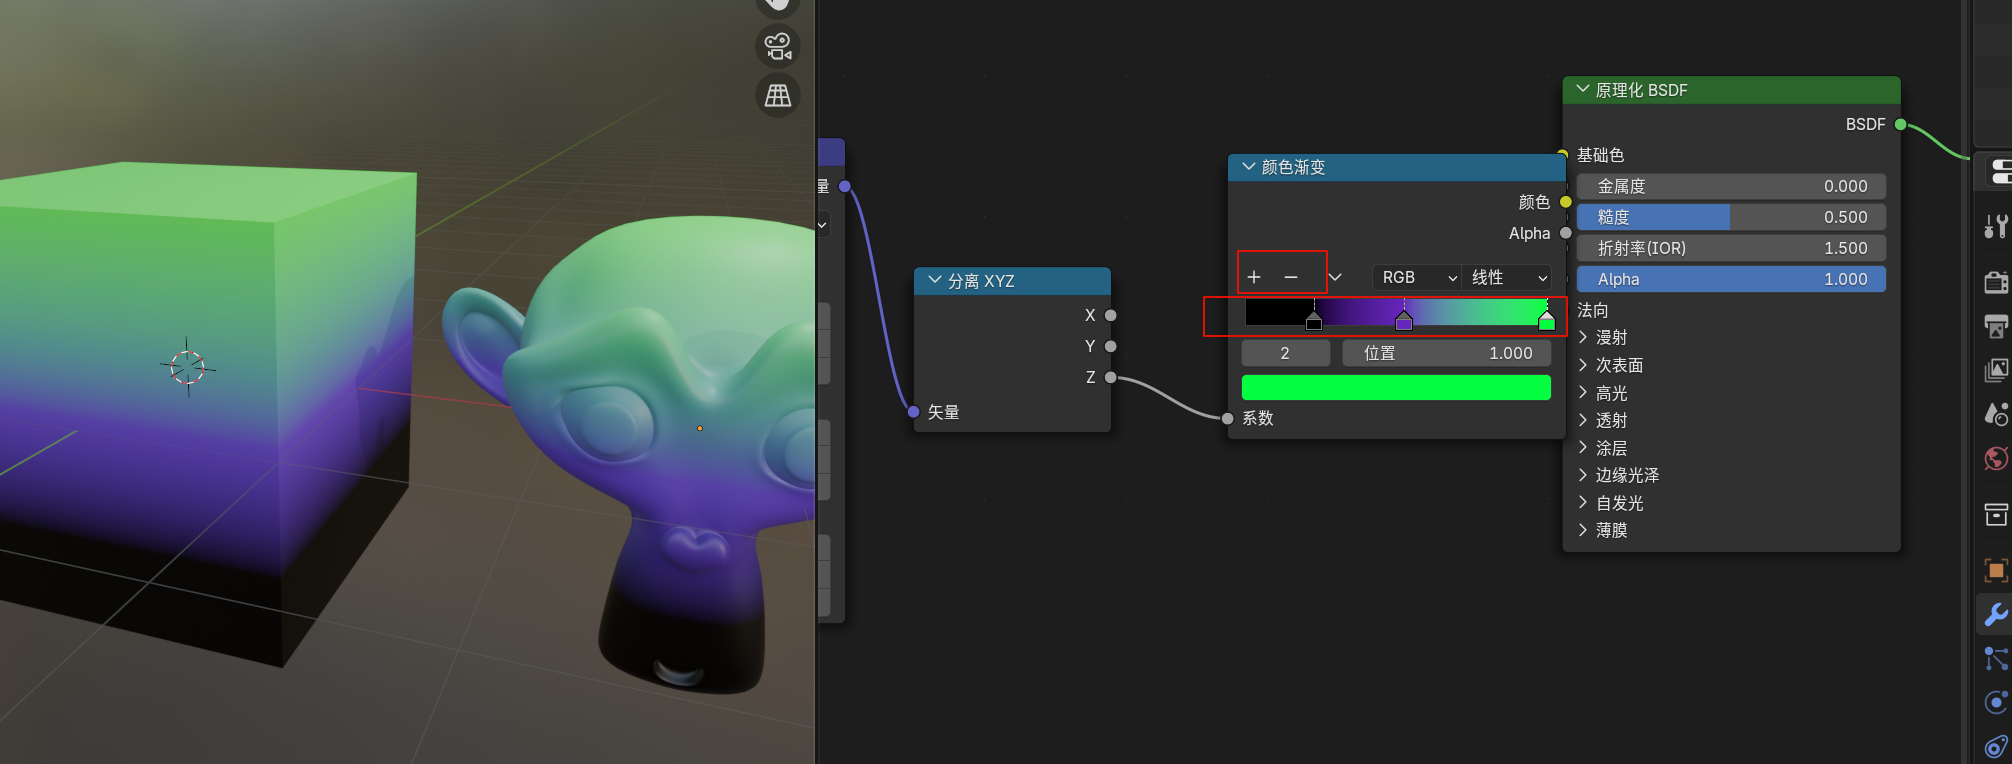 量
分离 XYZ
X
Y
Z
矢量
颜色渐变
颜色
Alpha
RGB
线性
2
位置 1.000
系数
原理化 BSDF
BSDF
基础色
金属度 0.000
糙度 0.500
折射率(IOR) 1.500
Alpha 1.000
法向
漫射
次表面
高光
透射
涂层
边缘光泽
自发光
薄膜